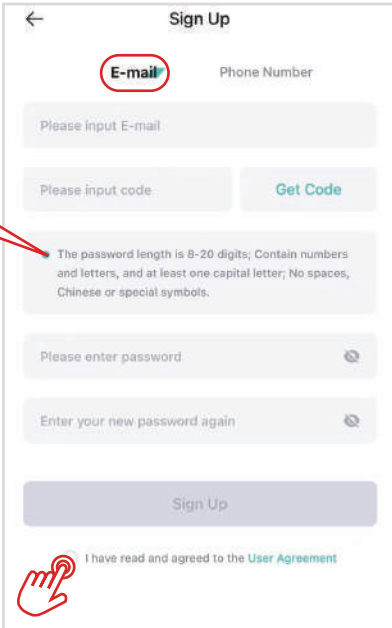 Sign Up
E-mail Phone Number
Please input E-mail
Please input code Get Code
The password length is 8-20 digits; Contain numbers
and letters, and at least one capital letter; No spaces,
Chinese or special symbols.
Please enter password
Enter your new password again
Sign Up
I have read and agreed to the User Agreement